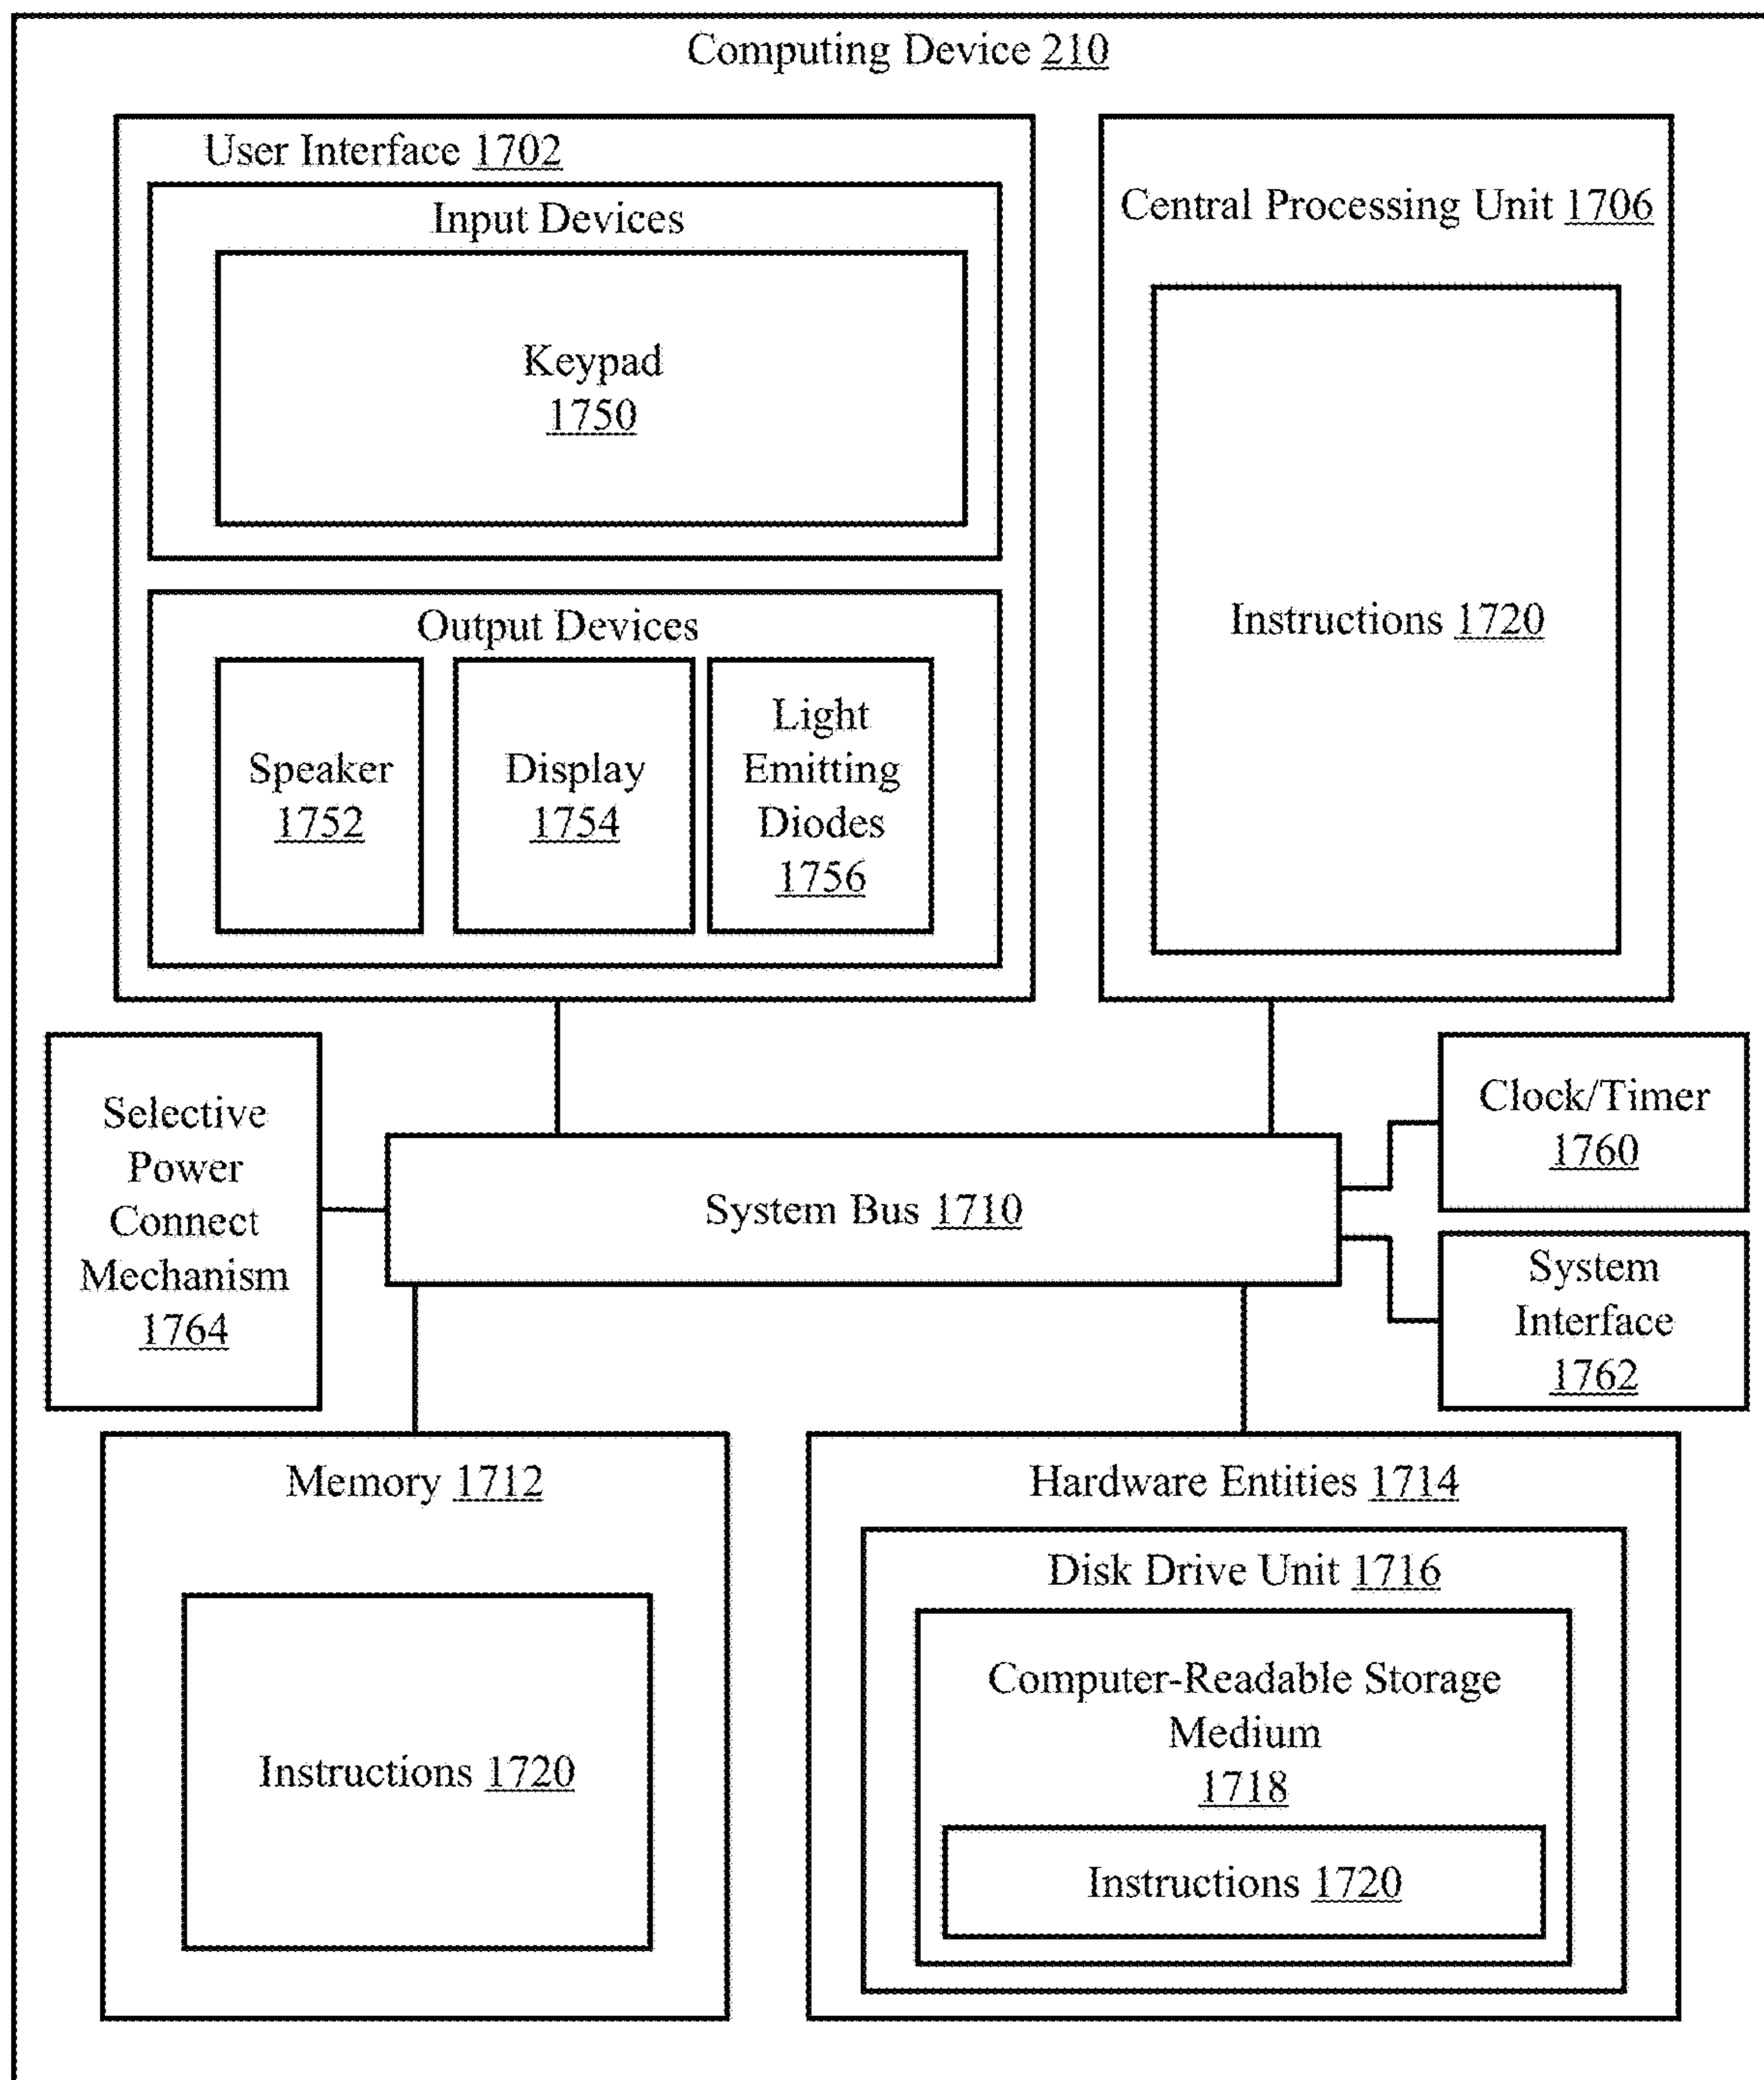 Computing Device 210
User Interface 1702
Input Devices
Keypad
1750
Output Devices
Speaker
1752
Display
1754
Light
Emitting
Diodes
1756
Central Processing Unit 1706
Instructions 1720
Selective
Power
Connect
Mechanism
1764
System Bus 1710
Clock/Timer
1760
System
Interface
1762
Memory 1712
Instructions 1720
Hardware Entities 1714
Disk Drive Unit 1716
Computer-Readable Storage
Medium
1718
Instructions 1720